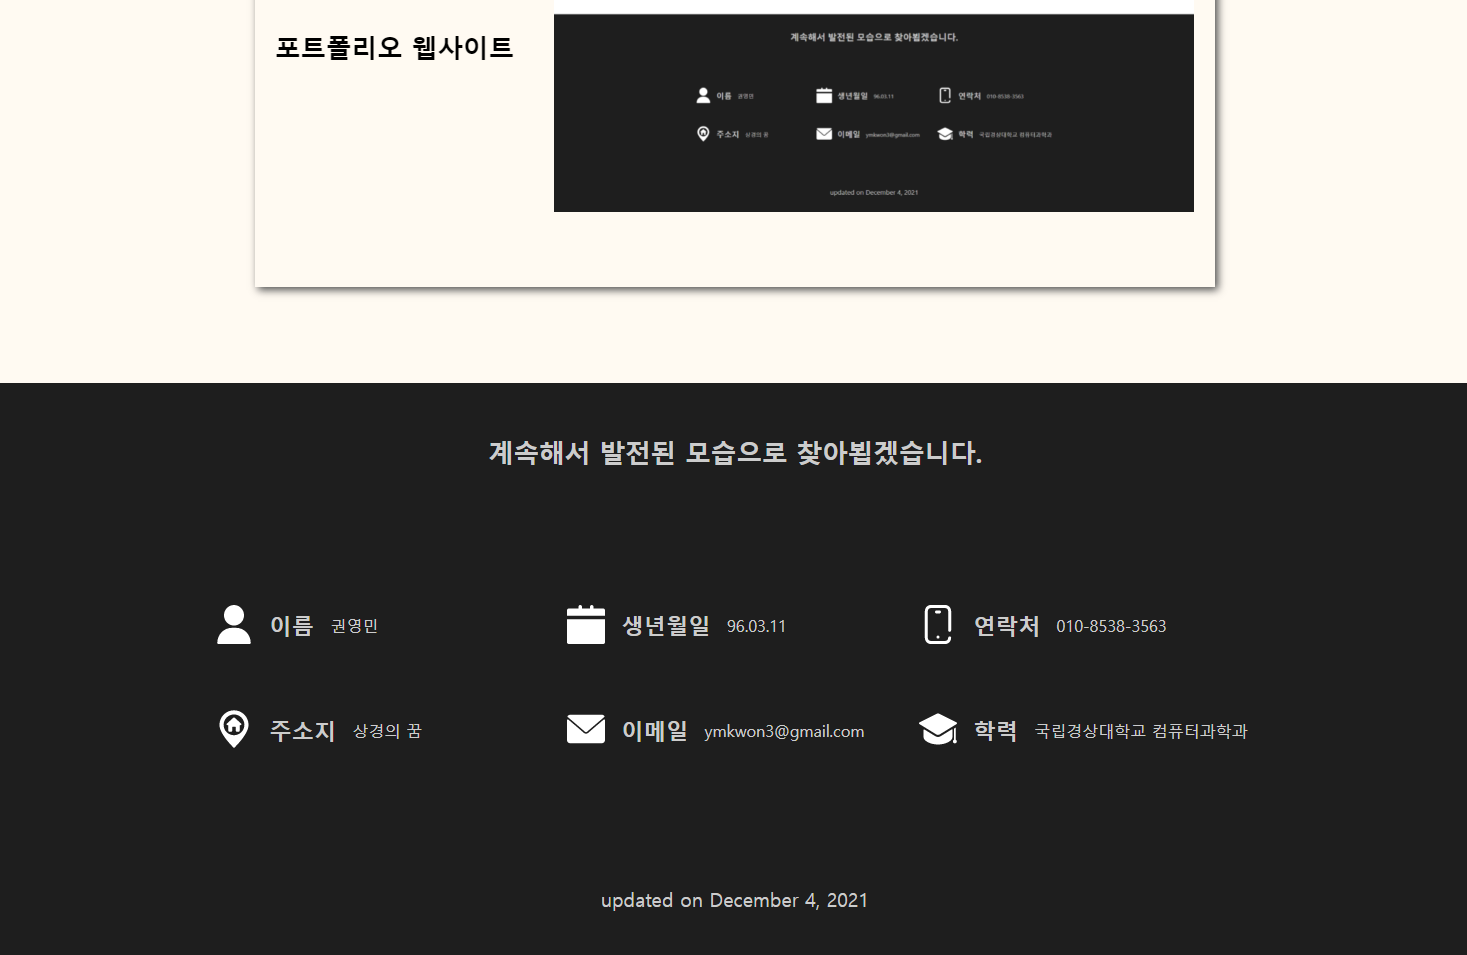 포트폴리오 웹사이트
계속해서 발전된 모습으로 찾아뵙겠습니다.
이름 권영민 생년월일 96.03.11 연락처 010-8538-3563
주소지 상경의 꿈 이메일 ymkwon3@gmail.com 학력 국립경상대학교 컴퓨터과학과
updated on December 4, 2021
계속해서 발전된 모습으로 찾아뵙겠습니다.
이름 권영민 생년월일 96.03.11 연락처 010-8538-3563
주소지 상경의 꿈 이메일 ymkwon3@gmail.com 학력 국립경상대학교 컴퓨터과학과
updated on December 4, 2021